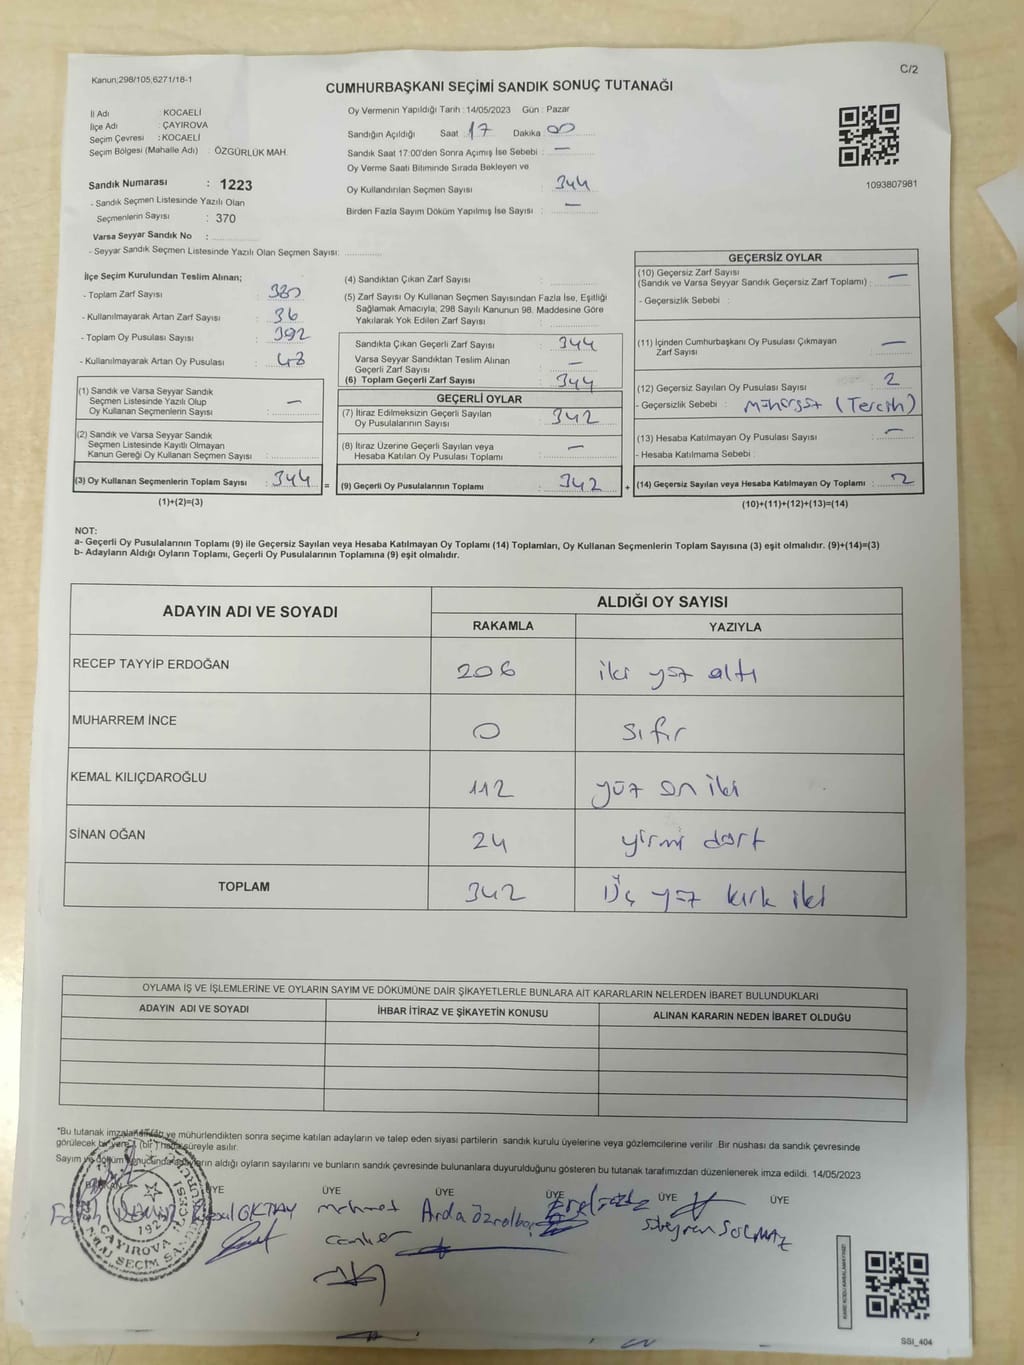 Kanun;298/105,6271/18-1
C/2
CUMHURBAŞKANI SEÇİMİ SANDIK SONUÇ TUTANAĞI
İl Adı : KOCAELİ
İlçe Adı : ÇAYIROVA
Seçim Çevresi : KOCAELİ
Seçim Bölgesi (Mahalle Adı) : ÖZGÜRLÜK MAH.
Sandık Numarası : 1223
- Sandık Seçmen Listesinde Yazılı Olan
Seçmenlerin Sayısı : 370
Varsa Seyyar Sandık No :
- Seyyar Sandık Seçmen Listesinde Yazılı Olan Seçmen Sayısı:
Oy Vermenin Yapıldığı Tarih : 14/05/2023 Gün : Pazar
Sandığın Açıldığı Saat 17 Dakika 00
Sandık Saat 17:00'den Sonra Açımış İse Sebebi : —
Oy Verme Saati Bitiminde Sırada Bekleyen ve
Oy Kullandırılan Seçmen Sayısı : 344
Birden Fazla Sayım Döküm Yapılmış İse Sayısı : —
1093807981
İlçe Seçim Kurulundan Teslim Alınan;
- Toplam Zarf Sayısı : 380
- Kullanılmayarak Artan Zarf Sayısı : 36
- Toplam Oy Pusulası Sayısı : 392
- Kullanılmayarak Artan Oy Pusulası : 48
(1) Sandık ve Varsa Seyyar Sandık
Seçmen Listesinde Yazılı Olup
Oy Kullanan Seçmenlerin Sayısı : —
(2) Sandık ve Varsa Seyyar Sandık
Seçmen Listesinde Kayıtlı Olmayan
Kanun Gereği Oy Kullanan Seçmen Sayısı :
(3) Oy Kullanan Seçmenlerin Toplam Sayısı : 344 =
(1)+(2)=(3)
(4) Sandıktan Çıkan Zarf Sayısı :
(5) Zarf Sayısı Oy Kullanan Seçmen Sayısından Fazla İse, Eşitliği
Sağlamak Amacıyla; 298 Sayılı Kanunun 98. Maddesine Göre
Yakılarak Yok Edilen Zarf Sayısı :
Sandıkta Çıkan Geçerli Zarf Sayısı : 344
Varsa Seyyar Sandıktan Teslim Alınan
Geçerli Zarf Sayısı : —
(6) Toplam Geçerli Zarf Sayısı : 344
GEÇERLİ OYLAR
(7) İtiraz Edilmeksizin Geçerli Sayılan
Oy Pusulalarının Sayısı : 342
(8) İtiraz Üzerine Geçerli Sayılan veya
Hesaba Katılan Oy Pusulası Toplamı : —
(9) Geçerli Oy Pusulalarının Toplamı : 342 +
GEÇERSİZ OYLAR
(10) Geçersiz Zarf Sayısı
(Sandık ve Varsa Seyyar Sandık Geçersiz Zarf Toplamı) : —
- Geçersizlik Sebebi :
(11) İçinden Cumhurbaşkanı Oy Pusulası Çıkmayan
Zarf Sayısı : —
(12) Geçersiz Sayılan Oy Pusulası Sayısı : 2
- Geçersizlik Sebebi : (Tercih)
(13) Hesaba Katılmayan Oy Pusulası Sayısı : —
- Hesaba Katılmama Sebebi :
(14) Geçersiz Sayılan veya Hesaba Katılmayan Oy Toplamı : 2
(10)+(11)+(12)+(13)=(14)
NOT:
a- Geçerli Oy Pusulalarının Toplamı (9) ile Geçersiz Sayılan veya Hesaba Katılmayan Oy Toplamı (14) Toplamları, Oy Kullanan Seçmenlerin Toplam Sayısına (3) eşit olmalıdır. (9)+(14)=(3)
b- Adayların Aldığı Oyların Toplamı, Geçerli Oy Pusulalarının Toplamına (9) eşit olmalıdır.
ADAYIN ADI VE SOYADI ALDIĞI OY SAYISI
RAKAMLA YAZIYLA
RECEP TAYYİP ERDOĞAN 206 iki yüz altı
MUHARREM İNCE 0 sıfır
KEMAL KILIÇDAROĞLU 112 yüz on iki
SİNAN OĞAN 24 yirmi dört
TOPLAM 342 Üç yüz kırk iki
OYLAMA İŞ VE İŞLEMLERİNE VE OYLARIN SAYIM VE DÖKÜMÜNE DAİR ŞİKAYETLERLE BUNLARA AİT KARARLARIN NELERDEN İBARET BULUNDUKLARI
ADAYIN ADI VE SOYADI İHBAR İTİRAZ VE ŞİKAYETİN KONUSU ALINAN KARARIN NEDEN İBARET OLDUĞU
"Bu tutanak imzalandıktan ve mühürlendikten sonra seçime katılan adayların ve talep eden siyasi partilerin sandık kurulu üyelerine veya gözlemcilerine verilir .Bir nüshası da sandık çevresinde
görülecek bir yere 1 (bir ) hafta süreyle asılır.
Sayım ve döküm sonucunda adayların aldığı oyların sayılarını ve bunların sandık çevresinde bulunanlara duyurulduğunu gösteren bu tutanak tarafımızdan düzenlenerek imza edildi. 14/05/2023
BAŞKAN ÜYE ÜYE ÜYE ÜYE ÜYE ÜYE
OKTAY mehmet Arda Süleyman SOLMAZ
SSI_404